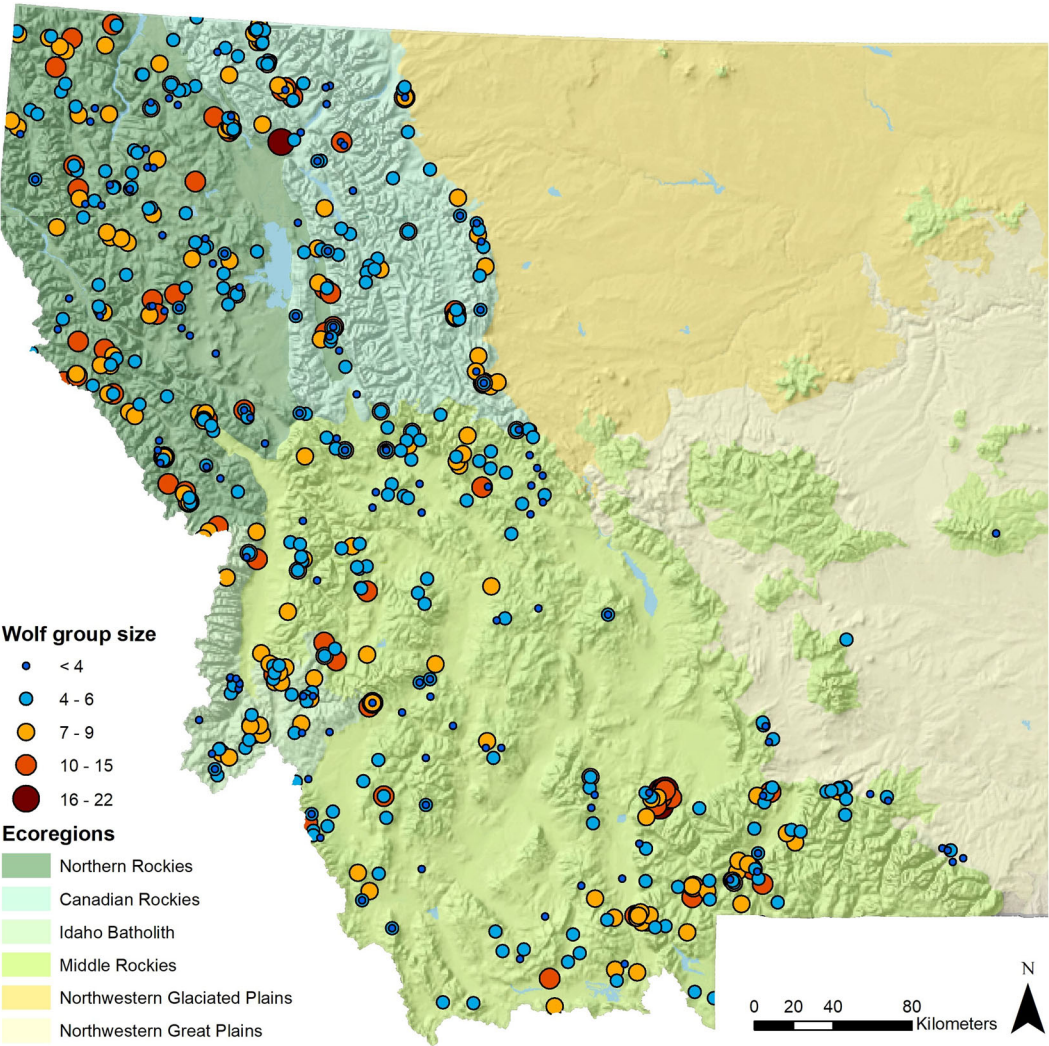 Wolf group size
< 4
4 - 6
7 - 9
10 - 15
16 - 22
Ecoregions
Northern Rockies
Canadian Rockies
Idaho Batholith
Middle Rockies
Northwestern Glaciated Plains
Northwestern Great Plains
N
0 20 40 80
Kilometers